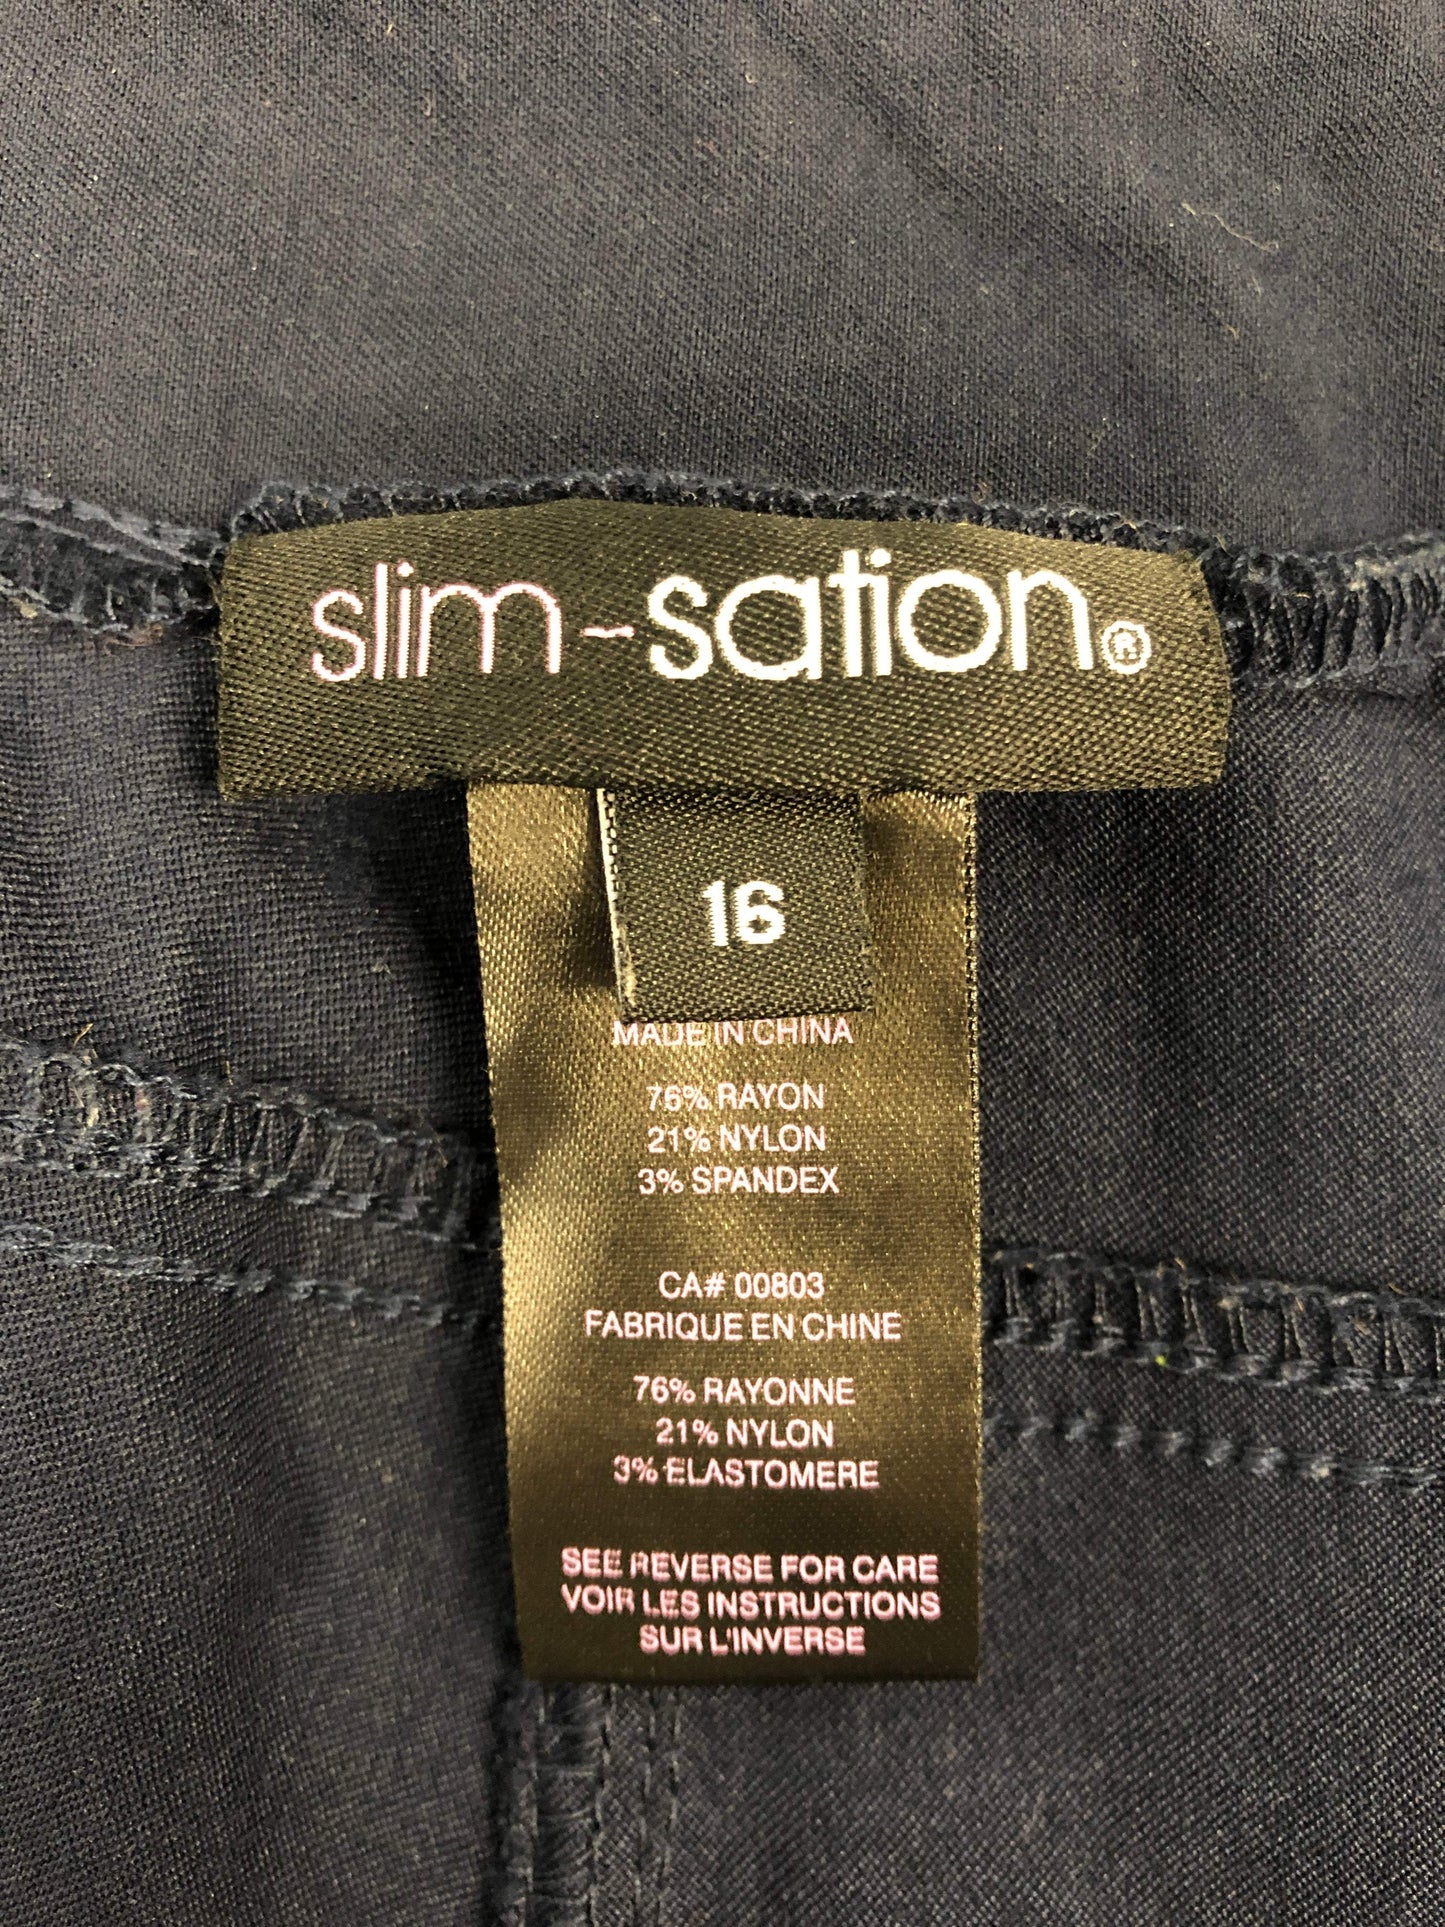 slim-sation®
16
MADE IN CHINA
76% RAYON
21% NYLON
3% SPANDEX
CA# 00803
FABRIQUE EN CHINE
76% RAYONNE
21% NYLON
3% ELASTOMERE
SEE REVERSE FOR CARE
VOIR LES INSTRUCTIONS
SUR L'INVERSE